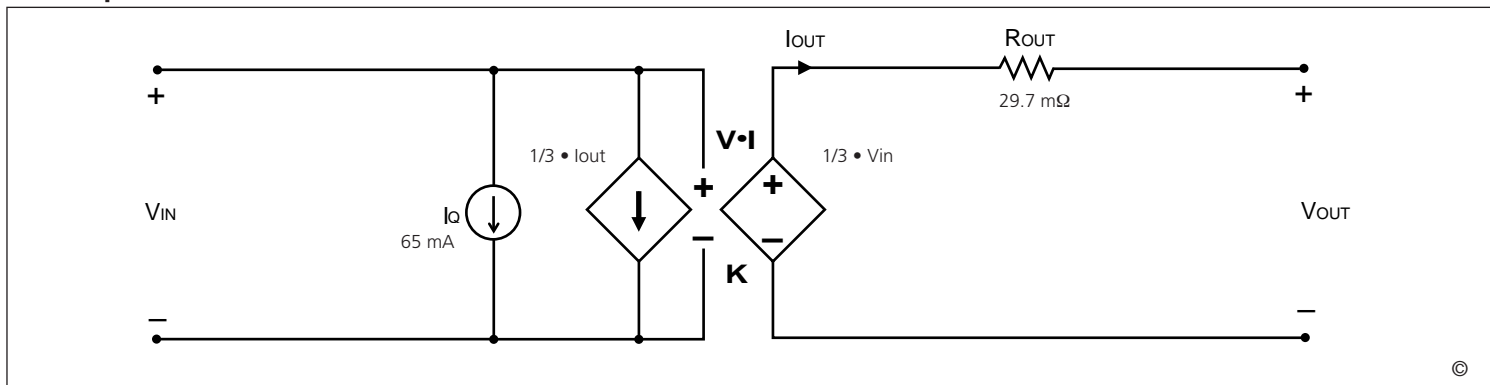 IOUT
ROUT
+
+
29.7 mΩ
V•I
1/3 • Iout
1/3 • Vin
+
+
VIN
IQ
VOUT
65 mA
–
–
K
–
–
©